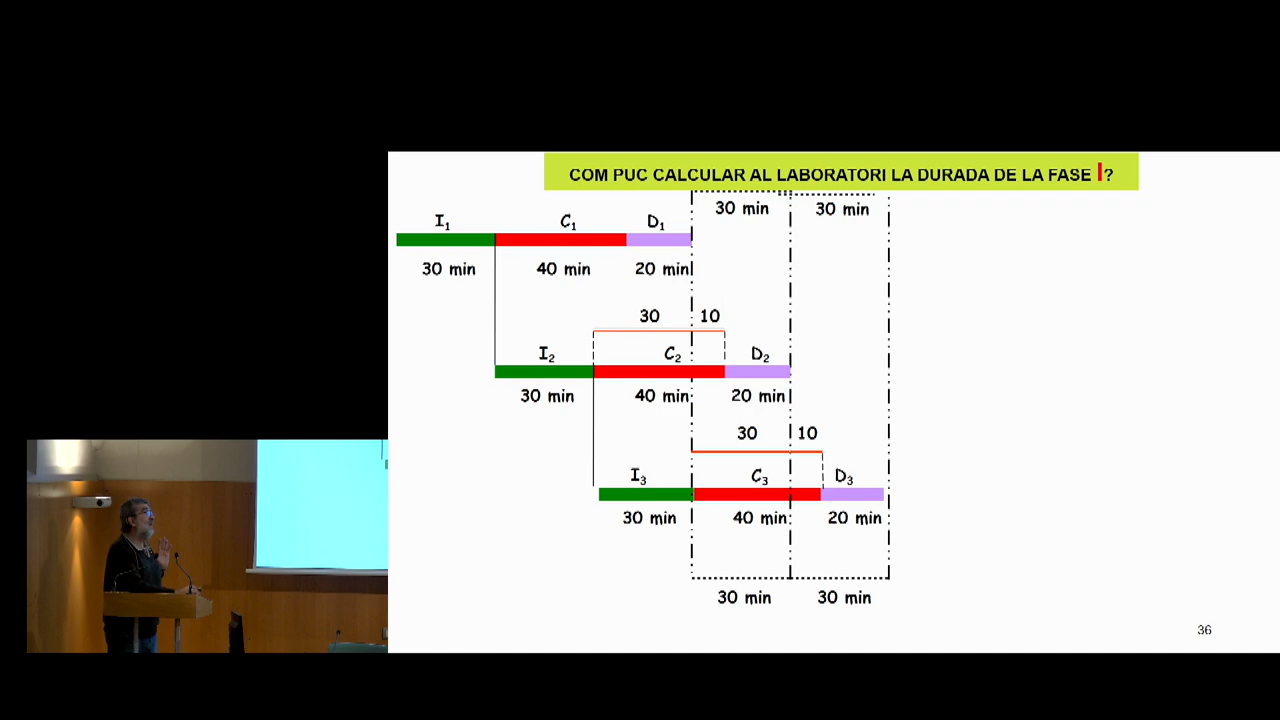 COM PUC CALCULAR AL LABORATORI LA DURADA DE LA FASE I?
30 min 30 min
I₁ C₁ D₁
30 min 40 min 20 min
30 10
I₂ C₂ D₂
30 min 40 min 20 min
30 10
I₃ C₃ D₃
30 min 40 min 20 min
30 min 30 min
36